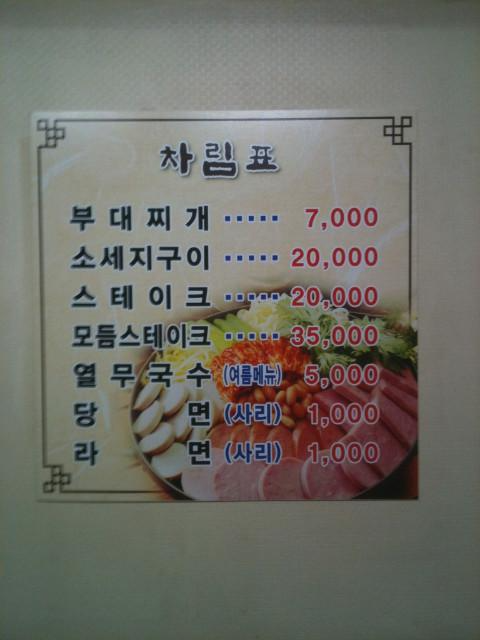 차림표
부대찌개 ····· 7,000
소세지구이 ····· 20,000
스테이크 ····· 20,000
모듬스테이크 ····· 35,000
열무국수 (여름메뉴) 5,000
당면 (사리) 1,000
라면 (사리) 1,000